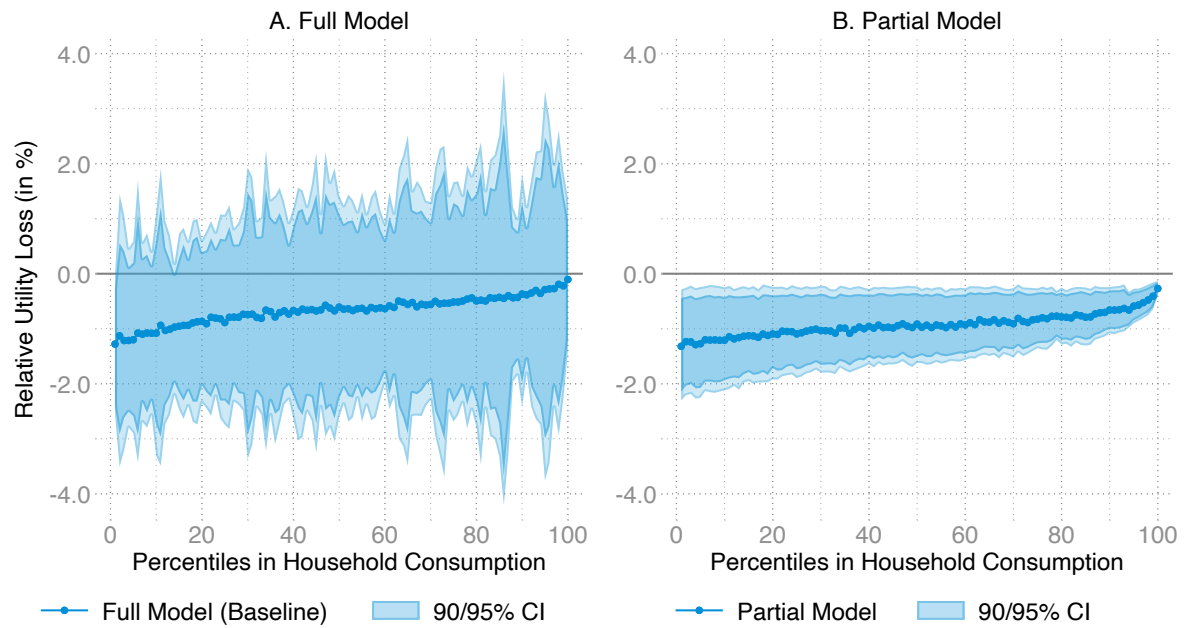 A. Full Model
B. Partial Model
Relative Utility Loss (in %)
4.0
2.0
0.0
-2.0
-4.0
0 20 40 60 80 100
Percentiles in Household Consumption
4.0
2.0
0.0
-2.0
-4.0
0 20 40 60 80 100
Percentiles in Household Consumption
Full Model (Baseline) 90/95% CI
Partial Model 90/95% CI